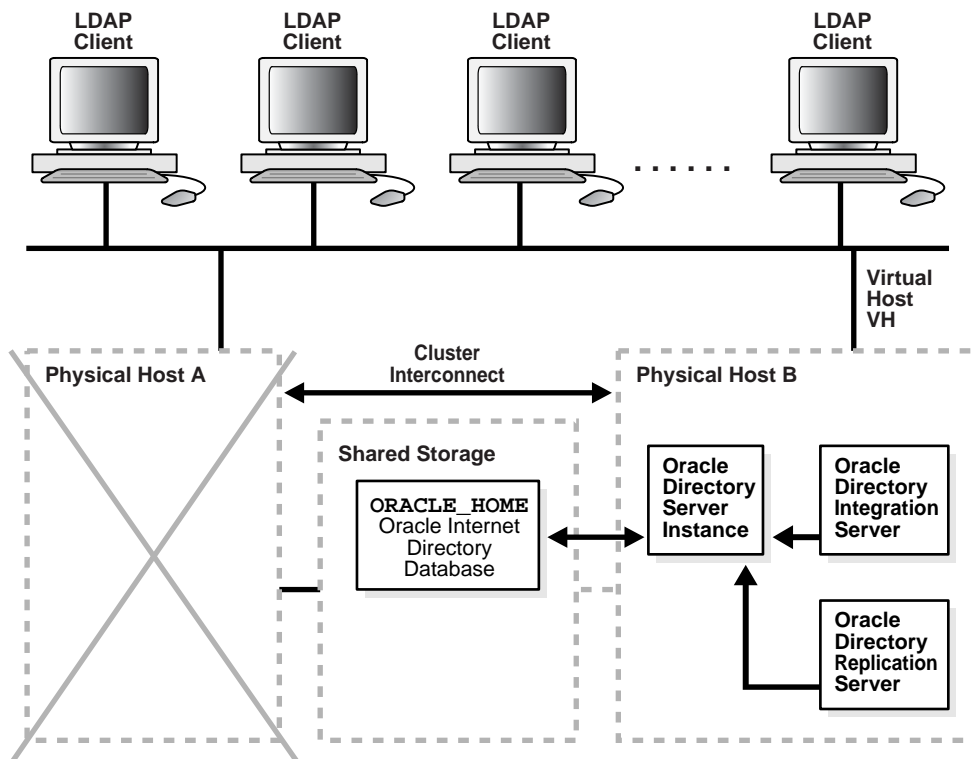 LDAP
Client
LDAP
Client
LDAP
Client
LDAP
Client
. . . . . .
Virtual
Host
VH
Physical Host A
Cluster
Interconnect
Physical Host B
Shared Storage
ORACLE_HOME
Oracle Internet
Directory
Database
Oracle
Directory
Server
Instance
Oracle
Directory
Integration
Server
Oracle
Directory
Replication
Server